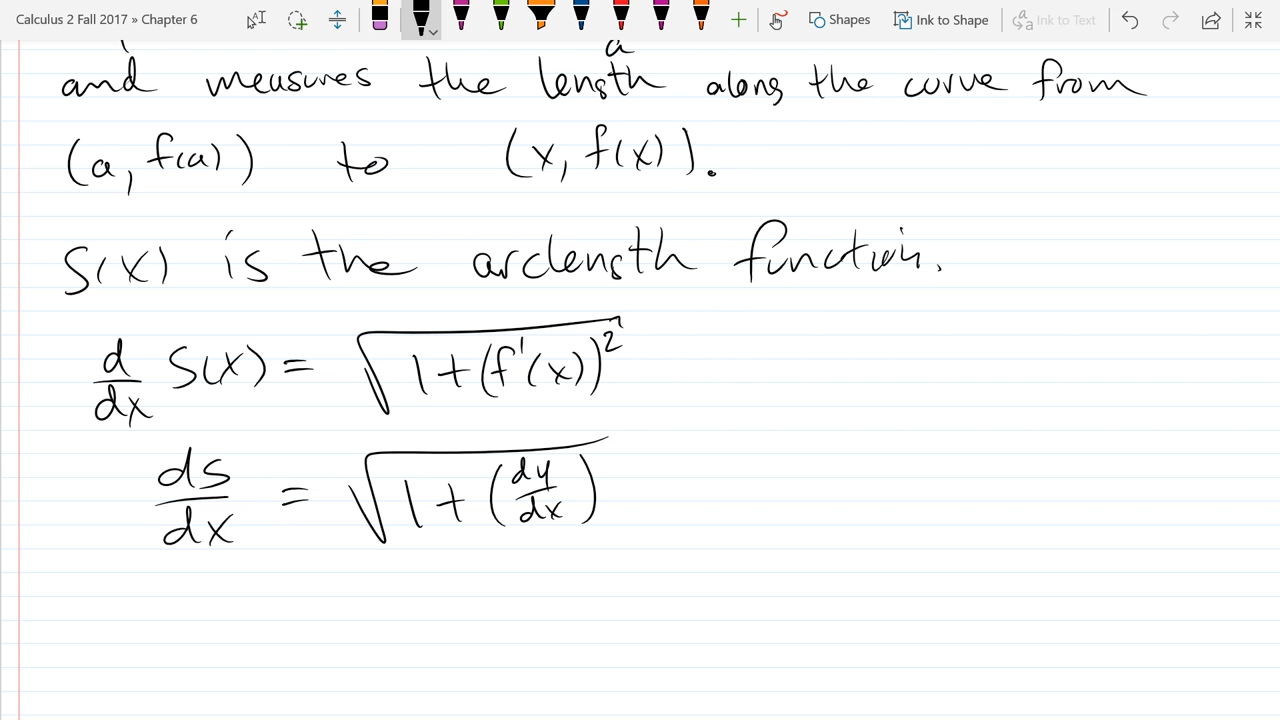 Calculus 2 Fall 2017 » Chapter 6 Shapes Ink to Shape Ink to Text
a
and measures the length along the curve from
(a, f(a)) to (x, f(x)).
S(x) is the arclength function.
d/dx S(x) = √(1+(f'(x))²)
ds/dx = √(1+(dy/dx))